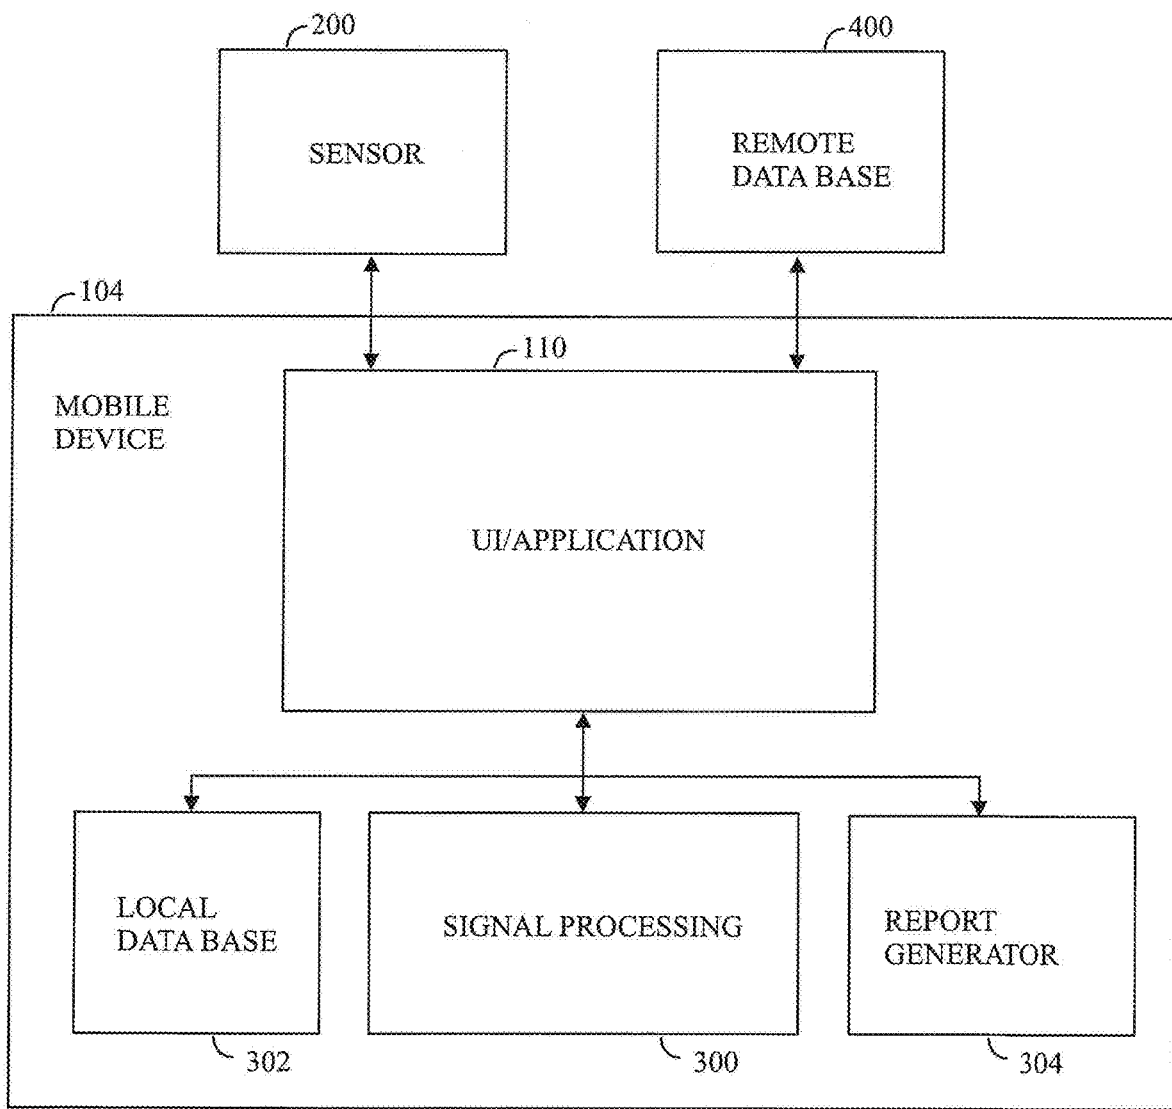 200
400
SENSOR
REMOTE
DATA BASE
104
110
MOBILE
DEVICE
UI/APPLICATION
LOCAL
DATA BASE
SIGNAL PROCESSING
REPORT
GENERATOR
302
300
304